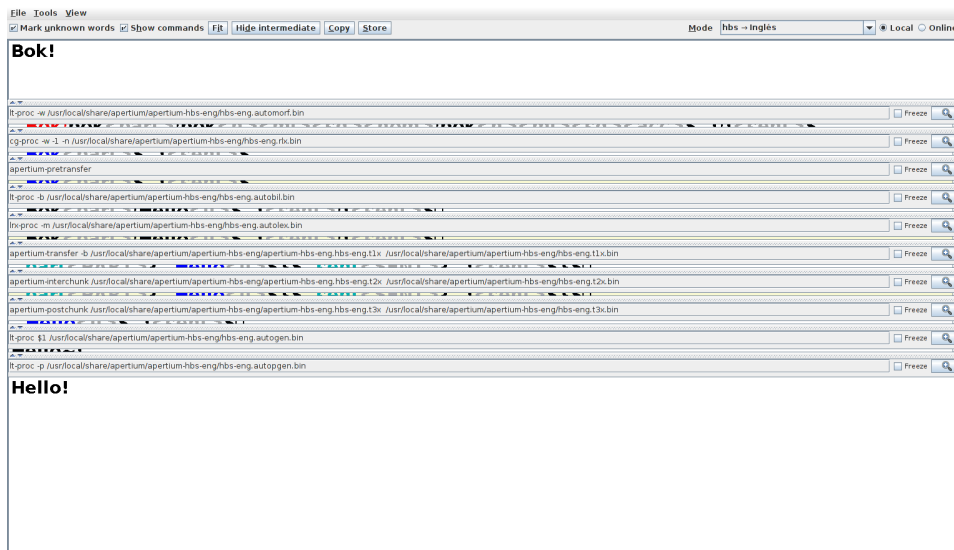 File Tools View
Mark unknown words Show commands Fit Hide intermediate Copy Store Mode hbs → Inglés Local Online
Bok!
lt-proc -w /usr/local/share/apertium/apertium-hbs-eng/hbs-eng.automorf.bin Freeze
cg-proc -w -1 -n /usr/local/share/apertium/apertium-hbs-eng/hbs-eng.rlx.bin Freeze
apertium-pretransfer Freeze
lt-proc -b /usr/local/share/apertium/apertium-hbs-eng/hbs-eng.autobil.bin Freeze
lrx-proc -m /usr/local/share/apertium/apertium-hbs-eng/hbs-eng.autolex.bin Freeze
apertium-transfer -b /usr/local/share/apertium/apertium-hbs-eng/apertium-hbs-eng.hbs-eng.t1x /usr/local/share/apertium/apertium-hbs-eng/hbs-eng.t1x.bin Freeze
apertium-interchunk /usr/local/share/apertium/apertium-hbs-eng/apertium-hbs-eng.hbs-eng.t2x /usr/local/share/apertium/apertium-hbs-eng/hbs-eng.t2x.bin Freeze
apertium-postchunk /usr/local/share/apertium/apertium-hbs-eng/apertium-hbs-eng.hbs-eng.t3x /usr/local/share/apertium/apertium-hbs-eng/hbs-eng.t3x.bin Freeze
lt-proc $1 /usr/local/share/apertium/apertium-hbs-eng/hbs-eng.autogen.bin Freeze
lt-proc -p /usr/local/share/apertium/apertium-hbs-eng/hbs-eng.autopgen.bin Freeze
Hello!